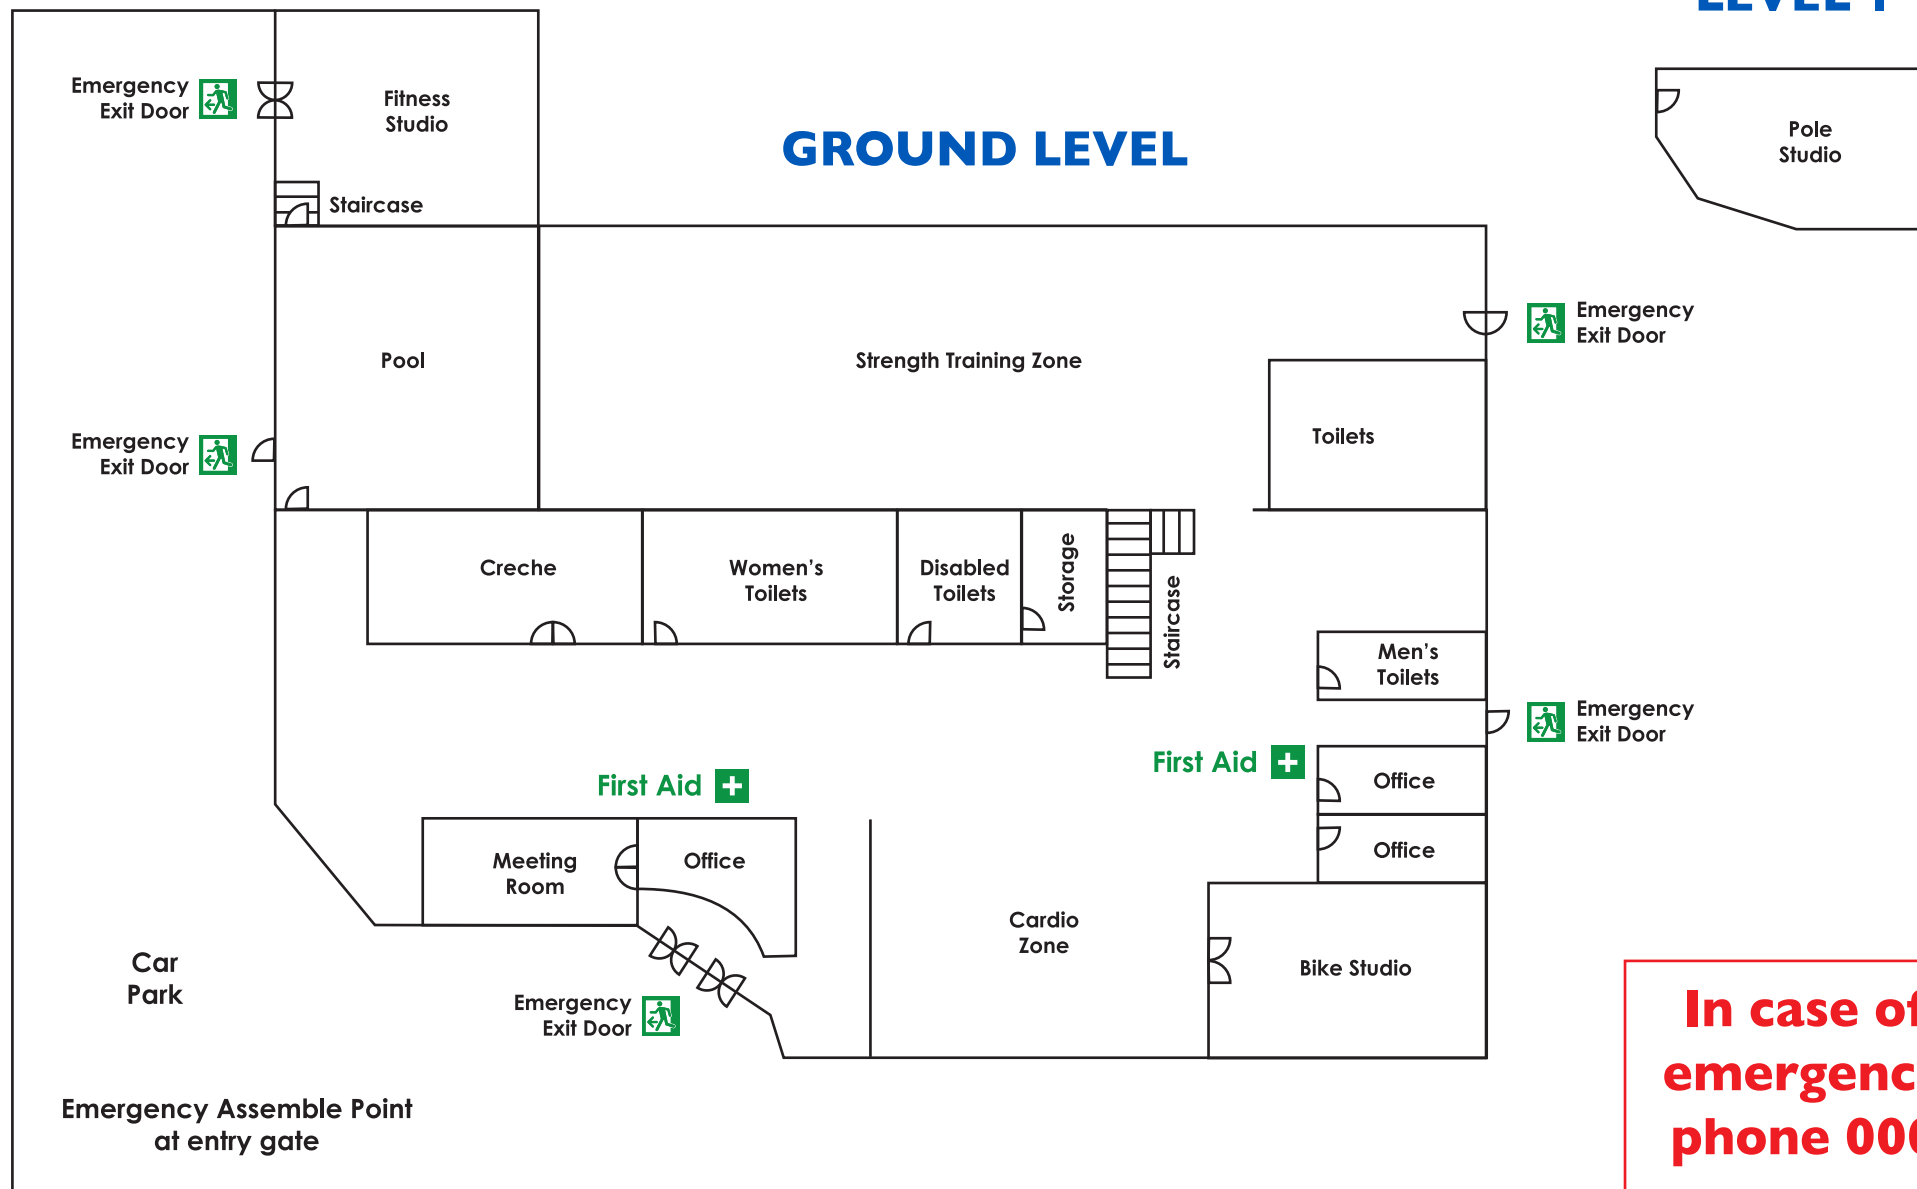 LEVEL 1
Emergency
Exit Door
Fitness
Studio
GROUND LEVEL
Pole
Studio
Staircase
Emergency
Exit Door
Pool
Strength Training Zone
Emergency
Exit Door
Toilets
Creche
Women's
Toilets
Disabled
Toilets
Storage
Staircase
Men's
Toilets
Emergency
Exit Door
First Aid
First Aid
Office
Meeting
Room
Office
Office
Cardio
Zone
Bike Studio
Car
Park
Emergency
Exit Door
In case of
emergenc
phone 000
Emergency Assemble Point
at entry gate